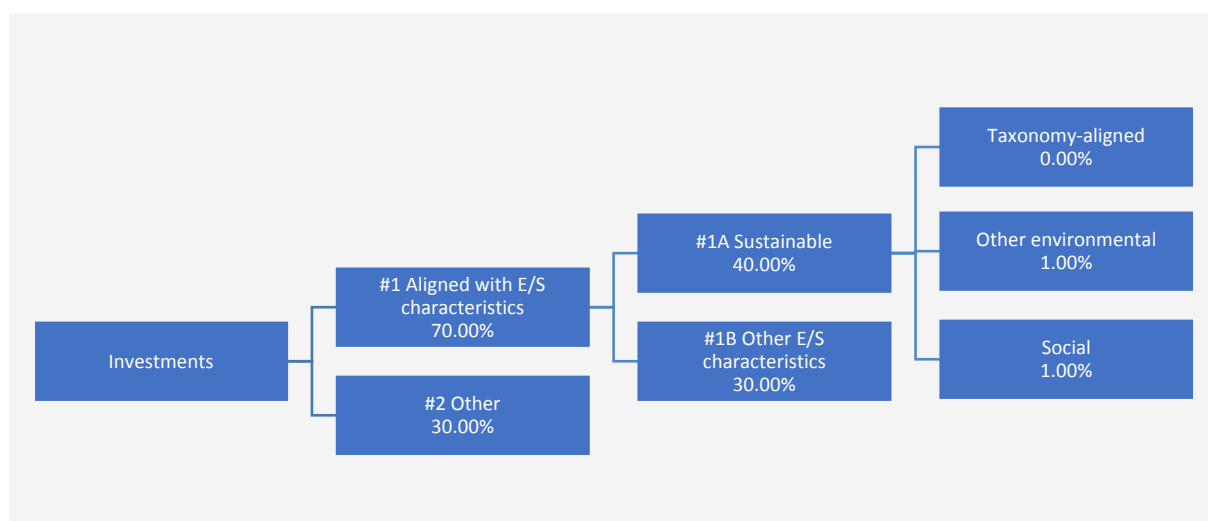 Investments
#1 Aligned with E/S
characteristics
70.00%
#2 Other
30.00%
#1A Sustainable
40.00%
#1B Other E/S
characteristics
30.00%
Taxonomy-aligned
0.00%
Other environmental
1.00%
Social
1.00%